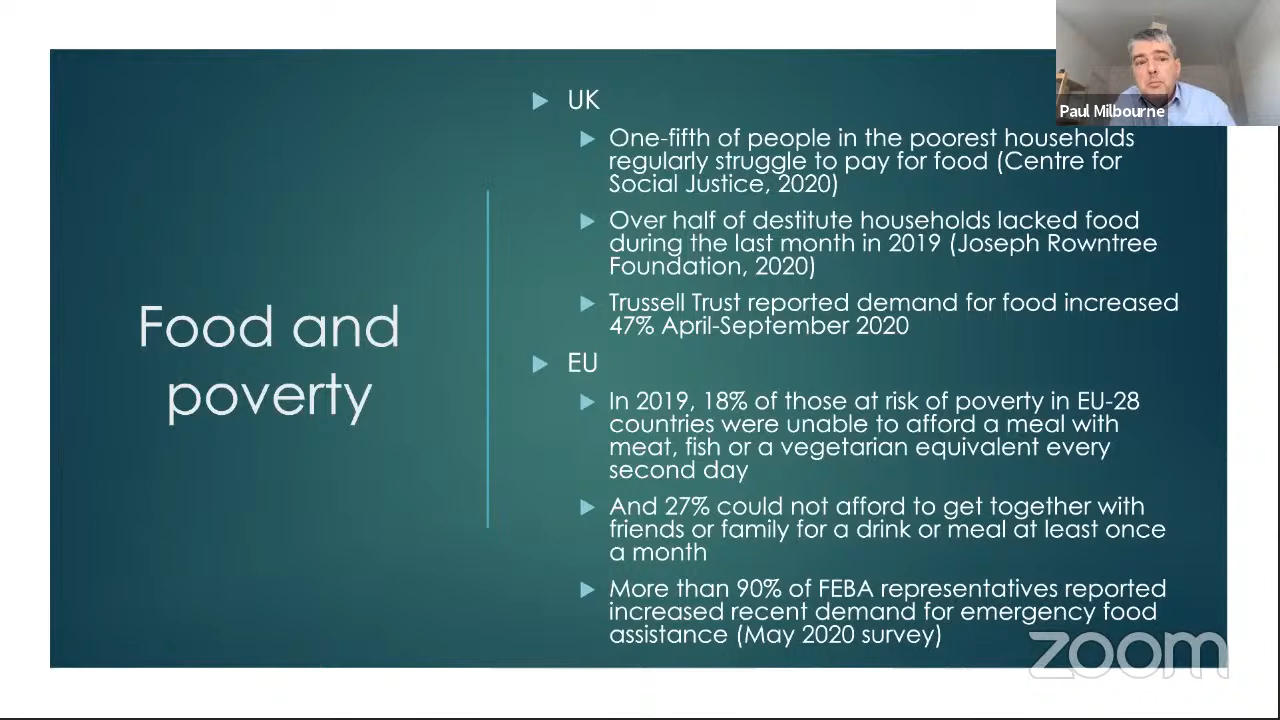 Paul Milbourne
Food and
poverty
UK
One-fifth of people in the poorest households
regularly struggle to pay for food (Centre for
Social Justice, 2020)
Over half of destitute households lacked food
during the last month in 2019 (Joseph Rowntree
Foundation, 2020)
Trussell Trust reported demand for food increased
47% April-September 2020
EU
In 2019, 18% of those at risk of poverty in EU-28
countries were unable to afford a meal with
meat, fish or a vegetarian equivalent every
second day
And 27% could not afford to get together with
friends or family for a drink or meal at least once
a month
More than 90% of FEBA representatives reported
increased recent demand for emergency food
assistance (May 2020 survey)
zoom